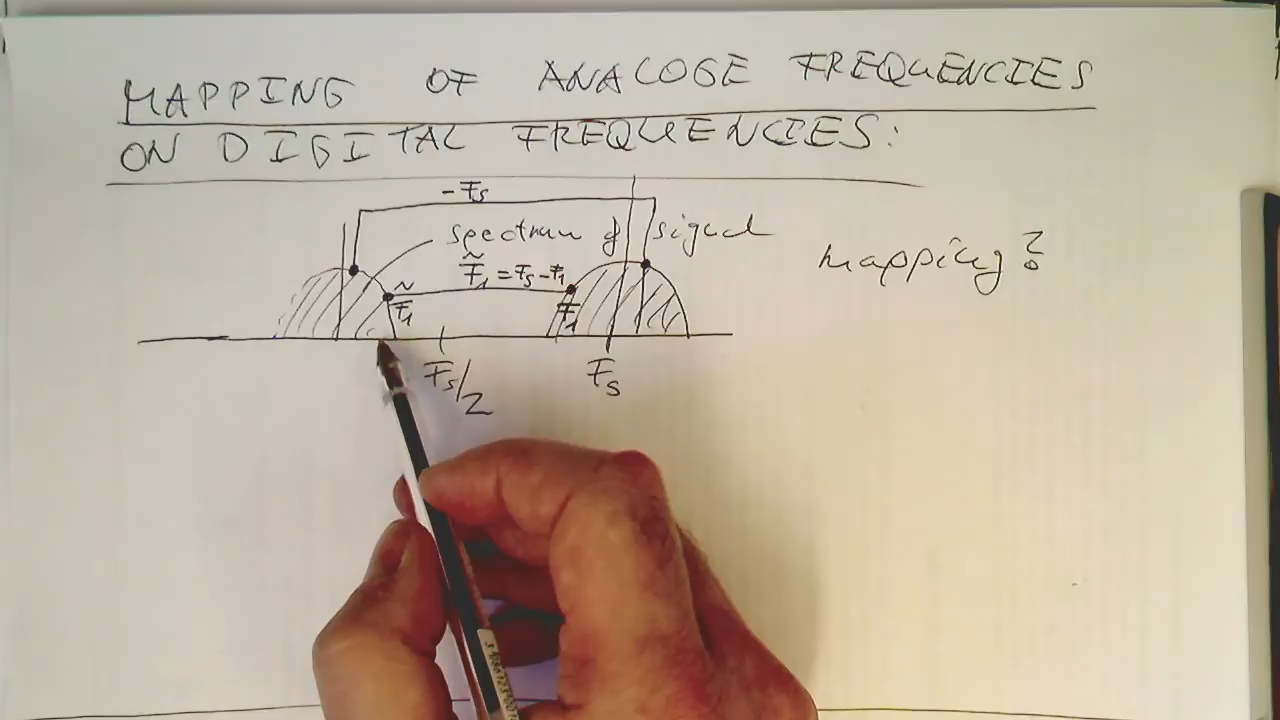 MAPPING OF ANALOGE FREQUENCIES
ON DIGITAL FREQUENCIES:
-Fs
spectrum of signal
mapping?
F̃₁ = Fs - F₁
F̃₁
F₁
Fs/2
Fs